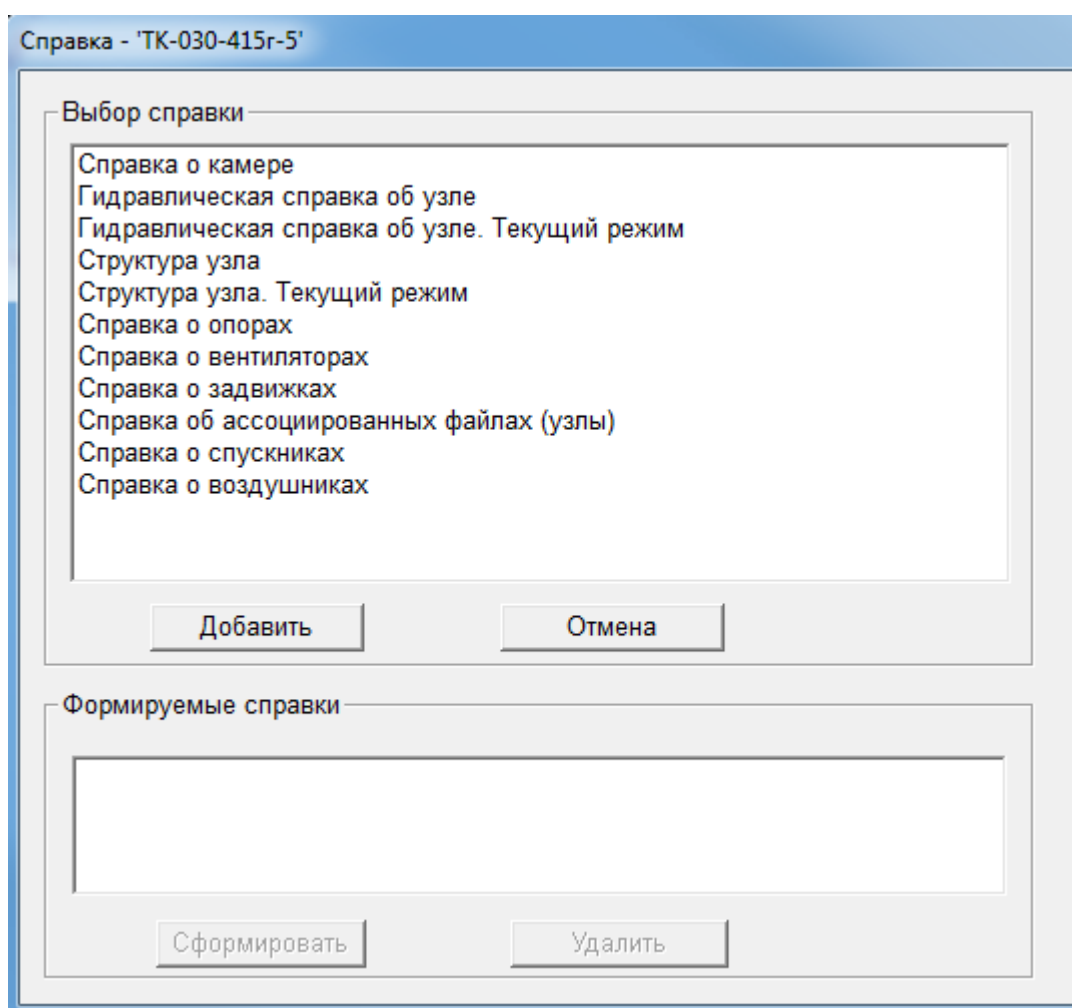 Справка - 'ТК-030-415г-5'
Выбор справки
Справка о камере
Гидравлическая справка об узле
Гидравлическая справка об узле. Текущий режим
Структура узла
Структура узла. Текущий режим
Справка о опорах
Справка о вентиляторах
Справка о задвижках
Справка об ассоциированных файлах (узлы)
Справка о спускниках
Справка о воздушниках
Добавить
Отмена
Формируемые справки
Сформировать
Удалить